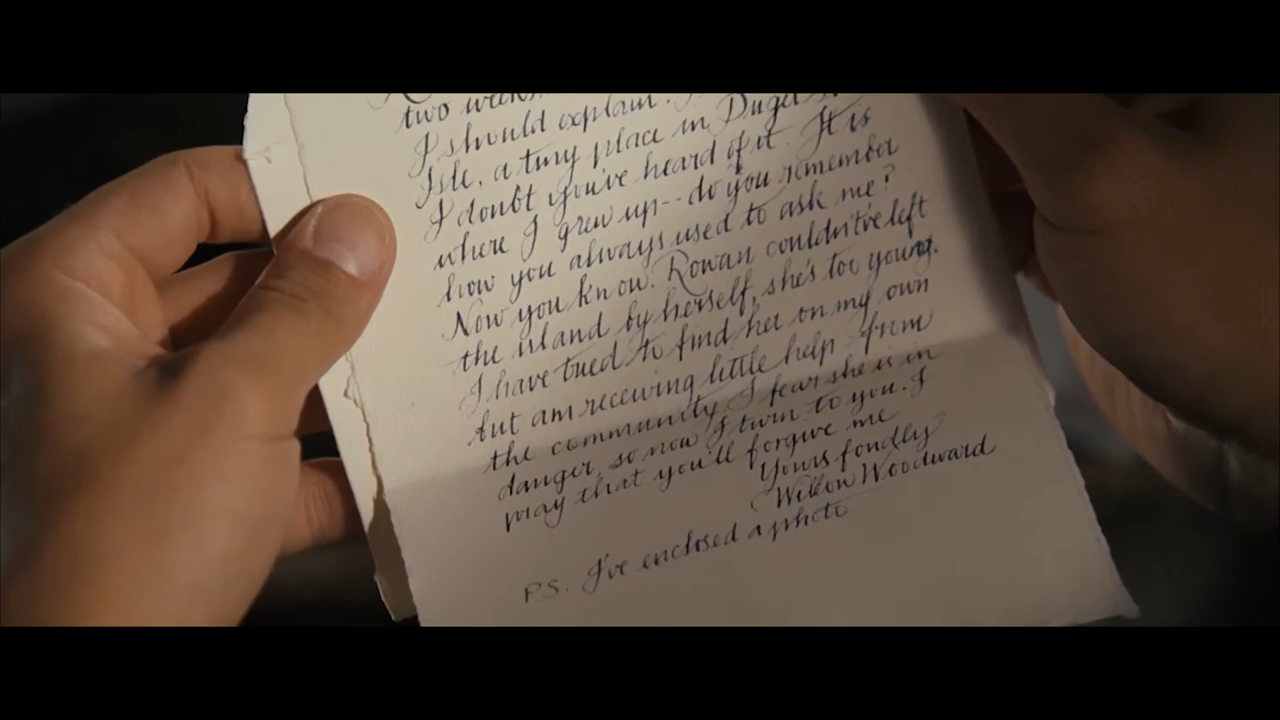 two weeks.
I should explain.
Isle, a tiny place in Puget S.
I doubt you've heard of it. It is
where I grew up-- do you remember
how you always used to ask me?
Now you know. Rowan couldn't've left
the island by herself, she's too young.
I have tried to find her on my own
but am receiving little help from
the community. I fear she is in
danger, so now I turn to you. I
pray that you'll forgive me
Yours fondly
Willow Woodward
P.S. I've enclosed a photo